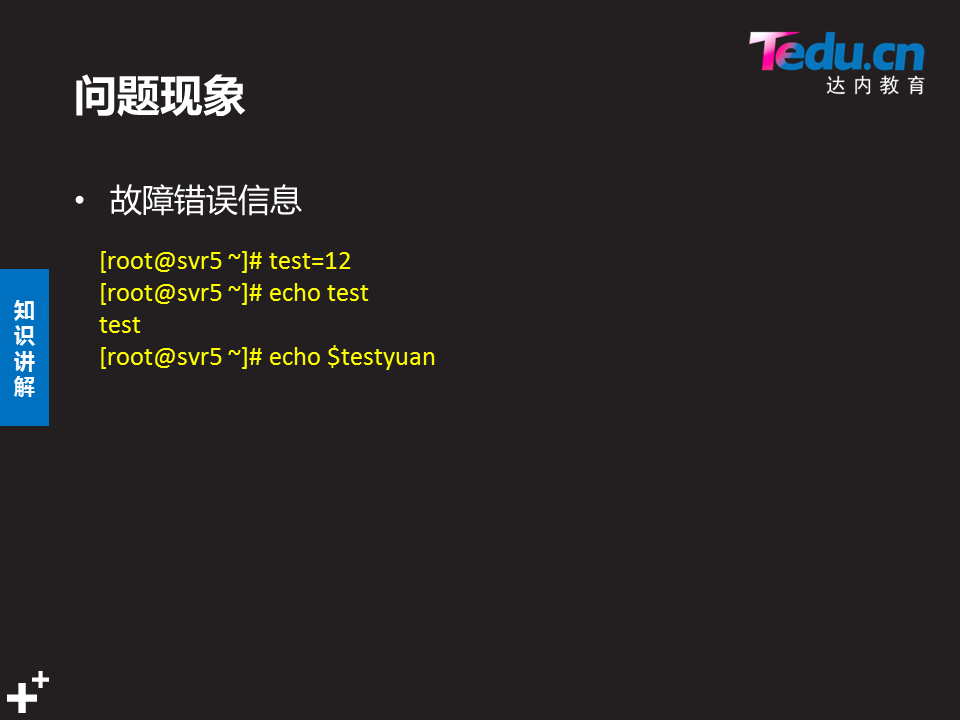 Tedu.cn
达内教育
问题现象
• 故障错误信息
[root@svr5 ~]# test=12
[root@svr5 ~]# echo test
test
[root@svr5 ~]# echo $testyuan
知
识
讲
解